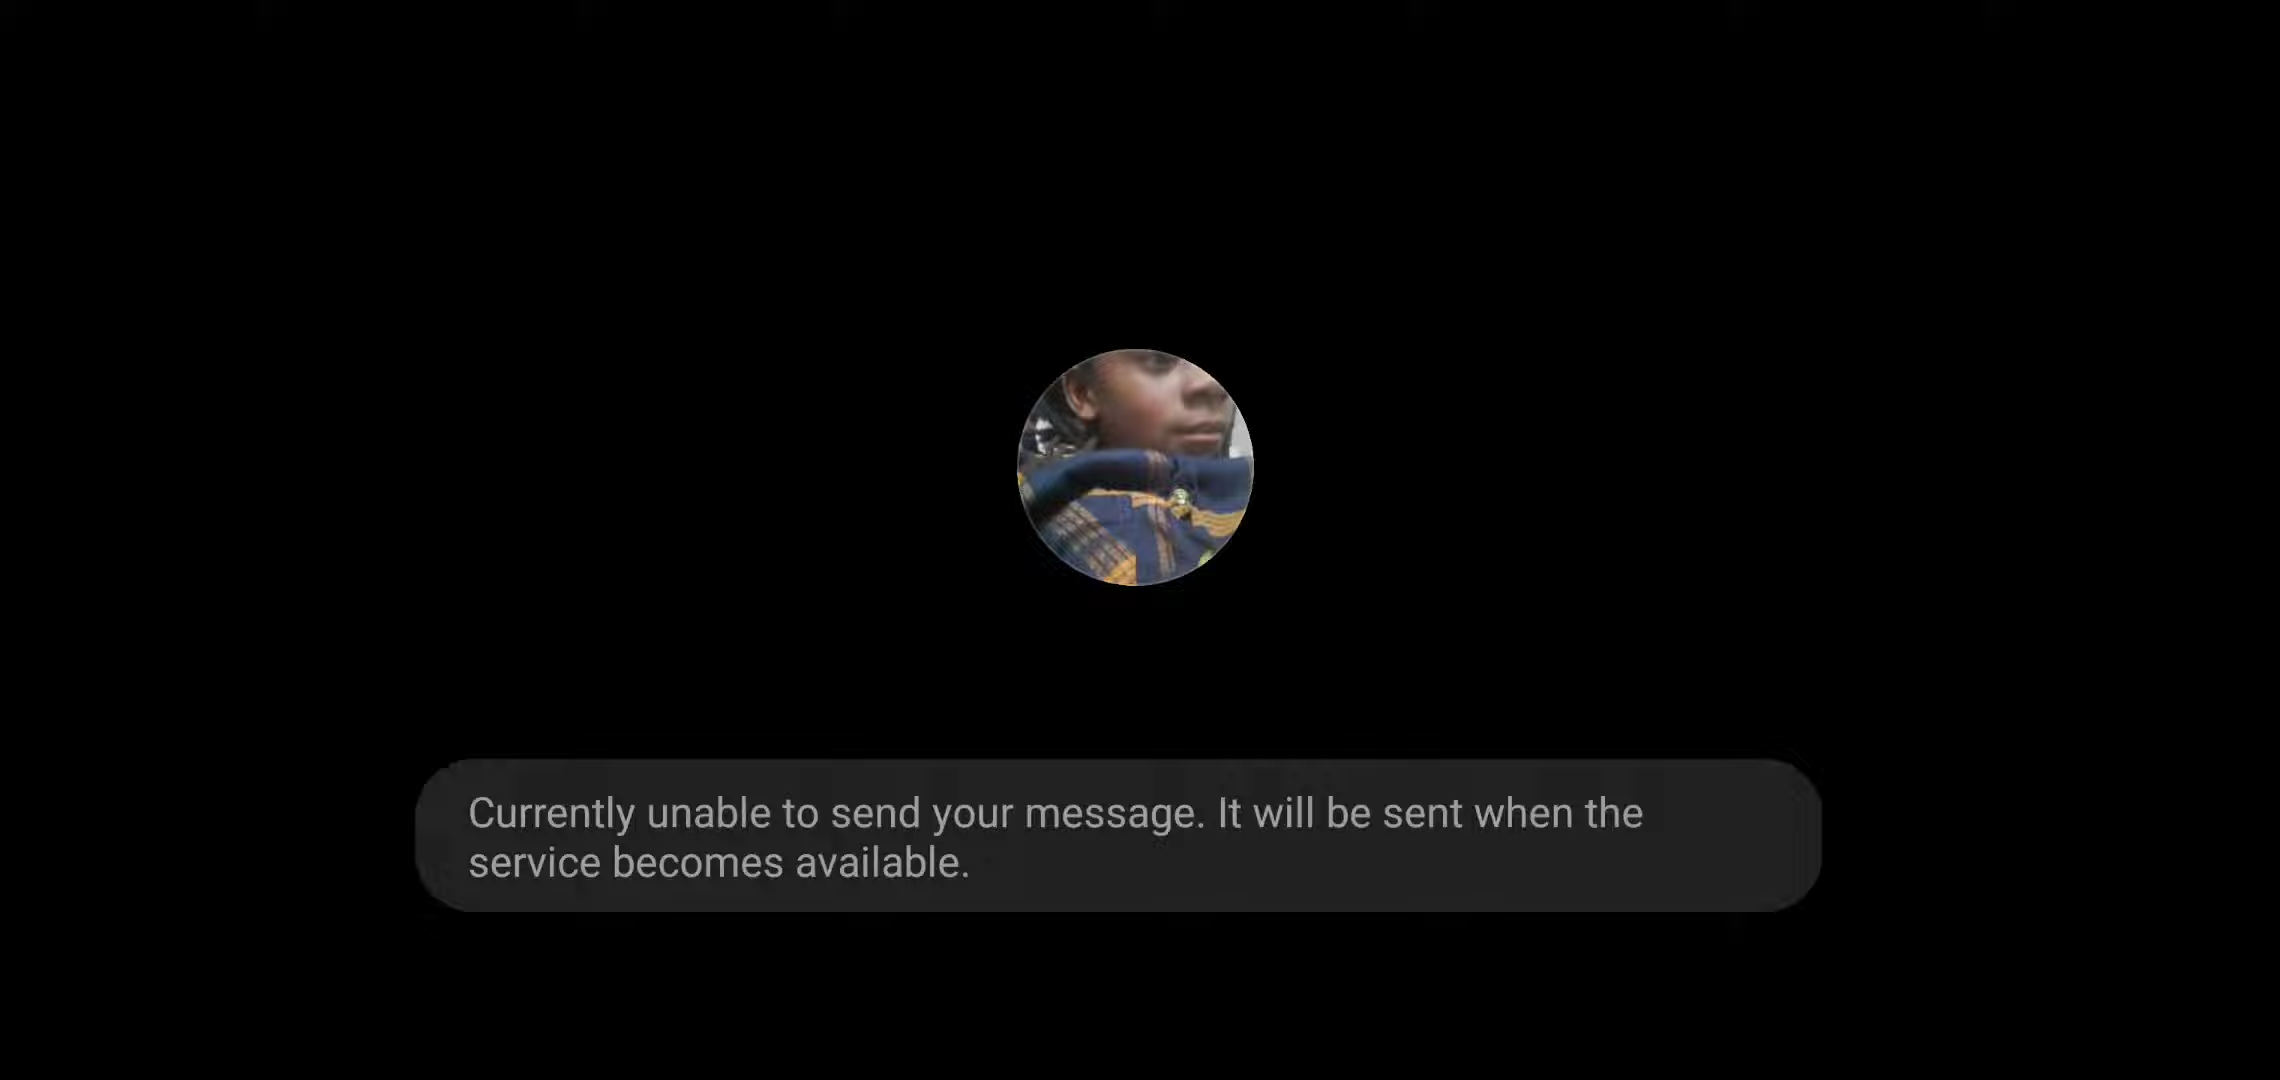 Currently unable to send your message. It will be sent when the
service becomes available.